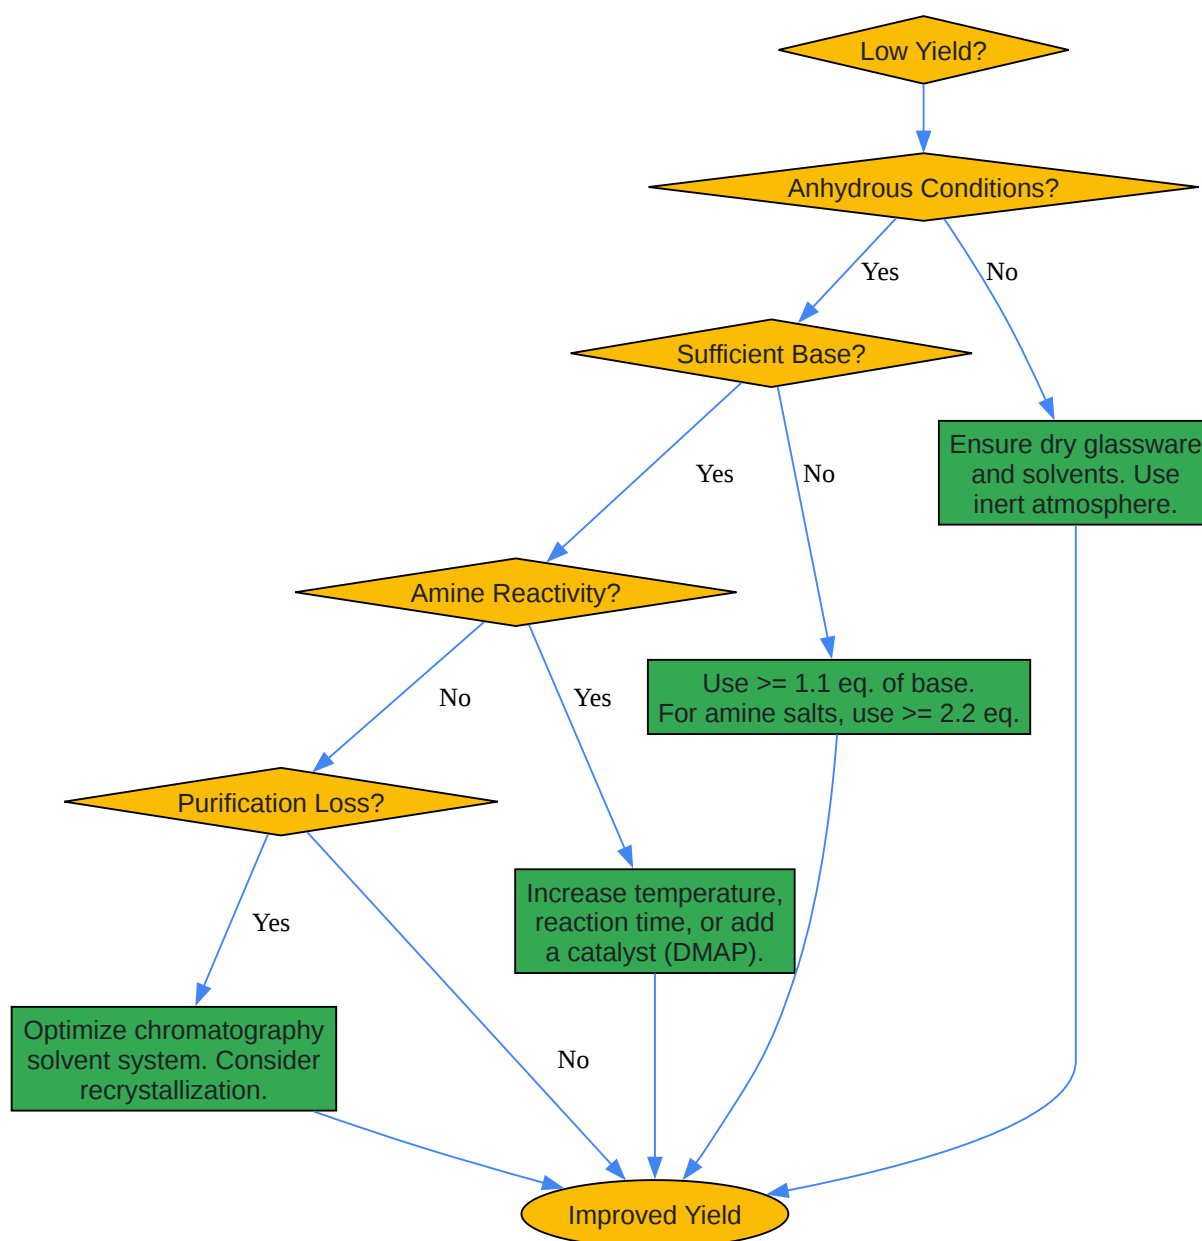 Low Yield?
Anhydrous Conditions?
Yes
No
Sufficient Base?
Yes
No
Ensure dry glassware
and solvents. Use
inert atmosphere.
Amine Reactivity?
No
Yes
Use >= 1.1 eq. of base.
For amine salts, use >= 2.2 eq.
Purification Loss?
Yes
No
Increase temperature,
reaction time, or add
a catalyst (DMAP).
Optimize chromatography
solvent system. Consider
recrystallization.
Improved Yield